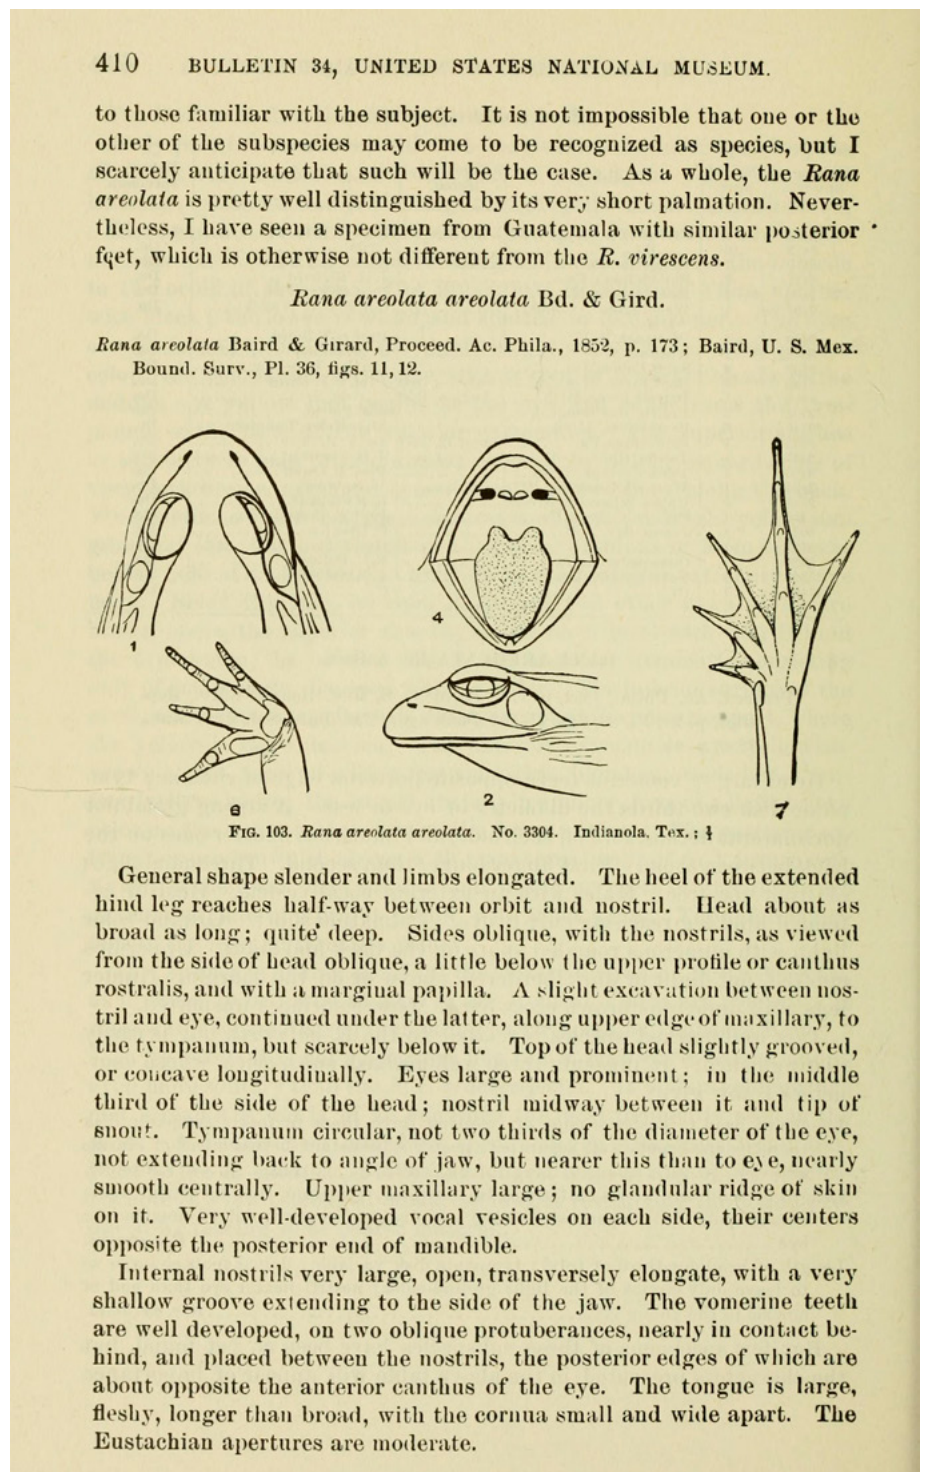 410 BULLETIN 34, UNITED STATES NATIONAL MUSEUM.
to those familiar with the subject. It is not impossible that one or the
other of the subspecies may come to be recognized as species, but I
scarcely anticipate that such will be the case. As a whole, the Rana
areolata is pretty well distinguished by its very short palmation. Never-
theless, I have seen a specimen from Guatemala with similar posterior
feet, which is otherwise not different from the R. virescens.
Rana areolata areolata Bd. & Gird.
Rana areolata Baird & Girard, Proceed. Ac. Phila., 1852, p. 173; Baird, U. S. Mex.
Bound. Surv., Pl. 36, figs. 11, 12.
1
4
6
2
7
FIG. 103. Rana areolata areolata. No. 3304. Indianola. Tex.;
General shape slender and limbs elongated. The heel of the extended
hind leg reaches half-way between orbit and nostril. Head about as
broad as long; quite deep. Sides oblique, with the nostrils, as viewed
from the side of head oblique, a little below the upper profile or canthus
rostralis, and with a marginal papilla. A slight excavation between nos-
tril and eye, continued under the latter, along upper edge of maxillary, to
the tympanum, but scarcely below it. Top of the head slightly grooved,
or concave longitudinally. Eyes large and prominent; in the middle
third of the side of the head; nostril midway between it and tip of
snout. Tympanum circular, not two thirds of the diameter of the eye,
not extending back to angle of jaw, but nearer this than to eye, nearly
smooth centrally. Upper maxillary large; no glandular ridge of skin
on it. Very well-developed vocal vesicles on each side, their centers
opposite the posterior end of mandible.
Internal nostrils very large, open, transversely elongate, with a very
shallow groove extending to the side of the jaw. The vomerine teeth
are well developed, on two oblique protuberances, nearly in contact be-
hind, and placed between the nostrils, the posterior edges of which are
about opposite the anterior canthus of the eye. The tongue is large,
fleshy, longer than broad, with the cornua small and wide apart. The
Eustachian apertures are moderate.